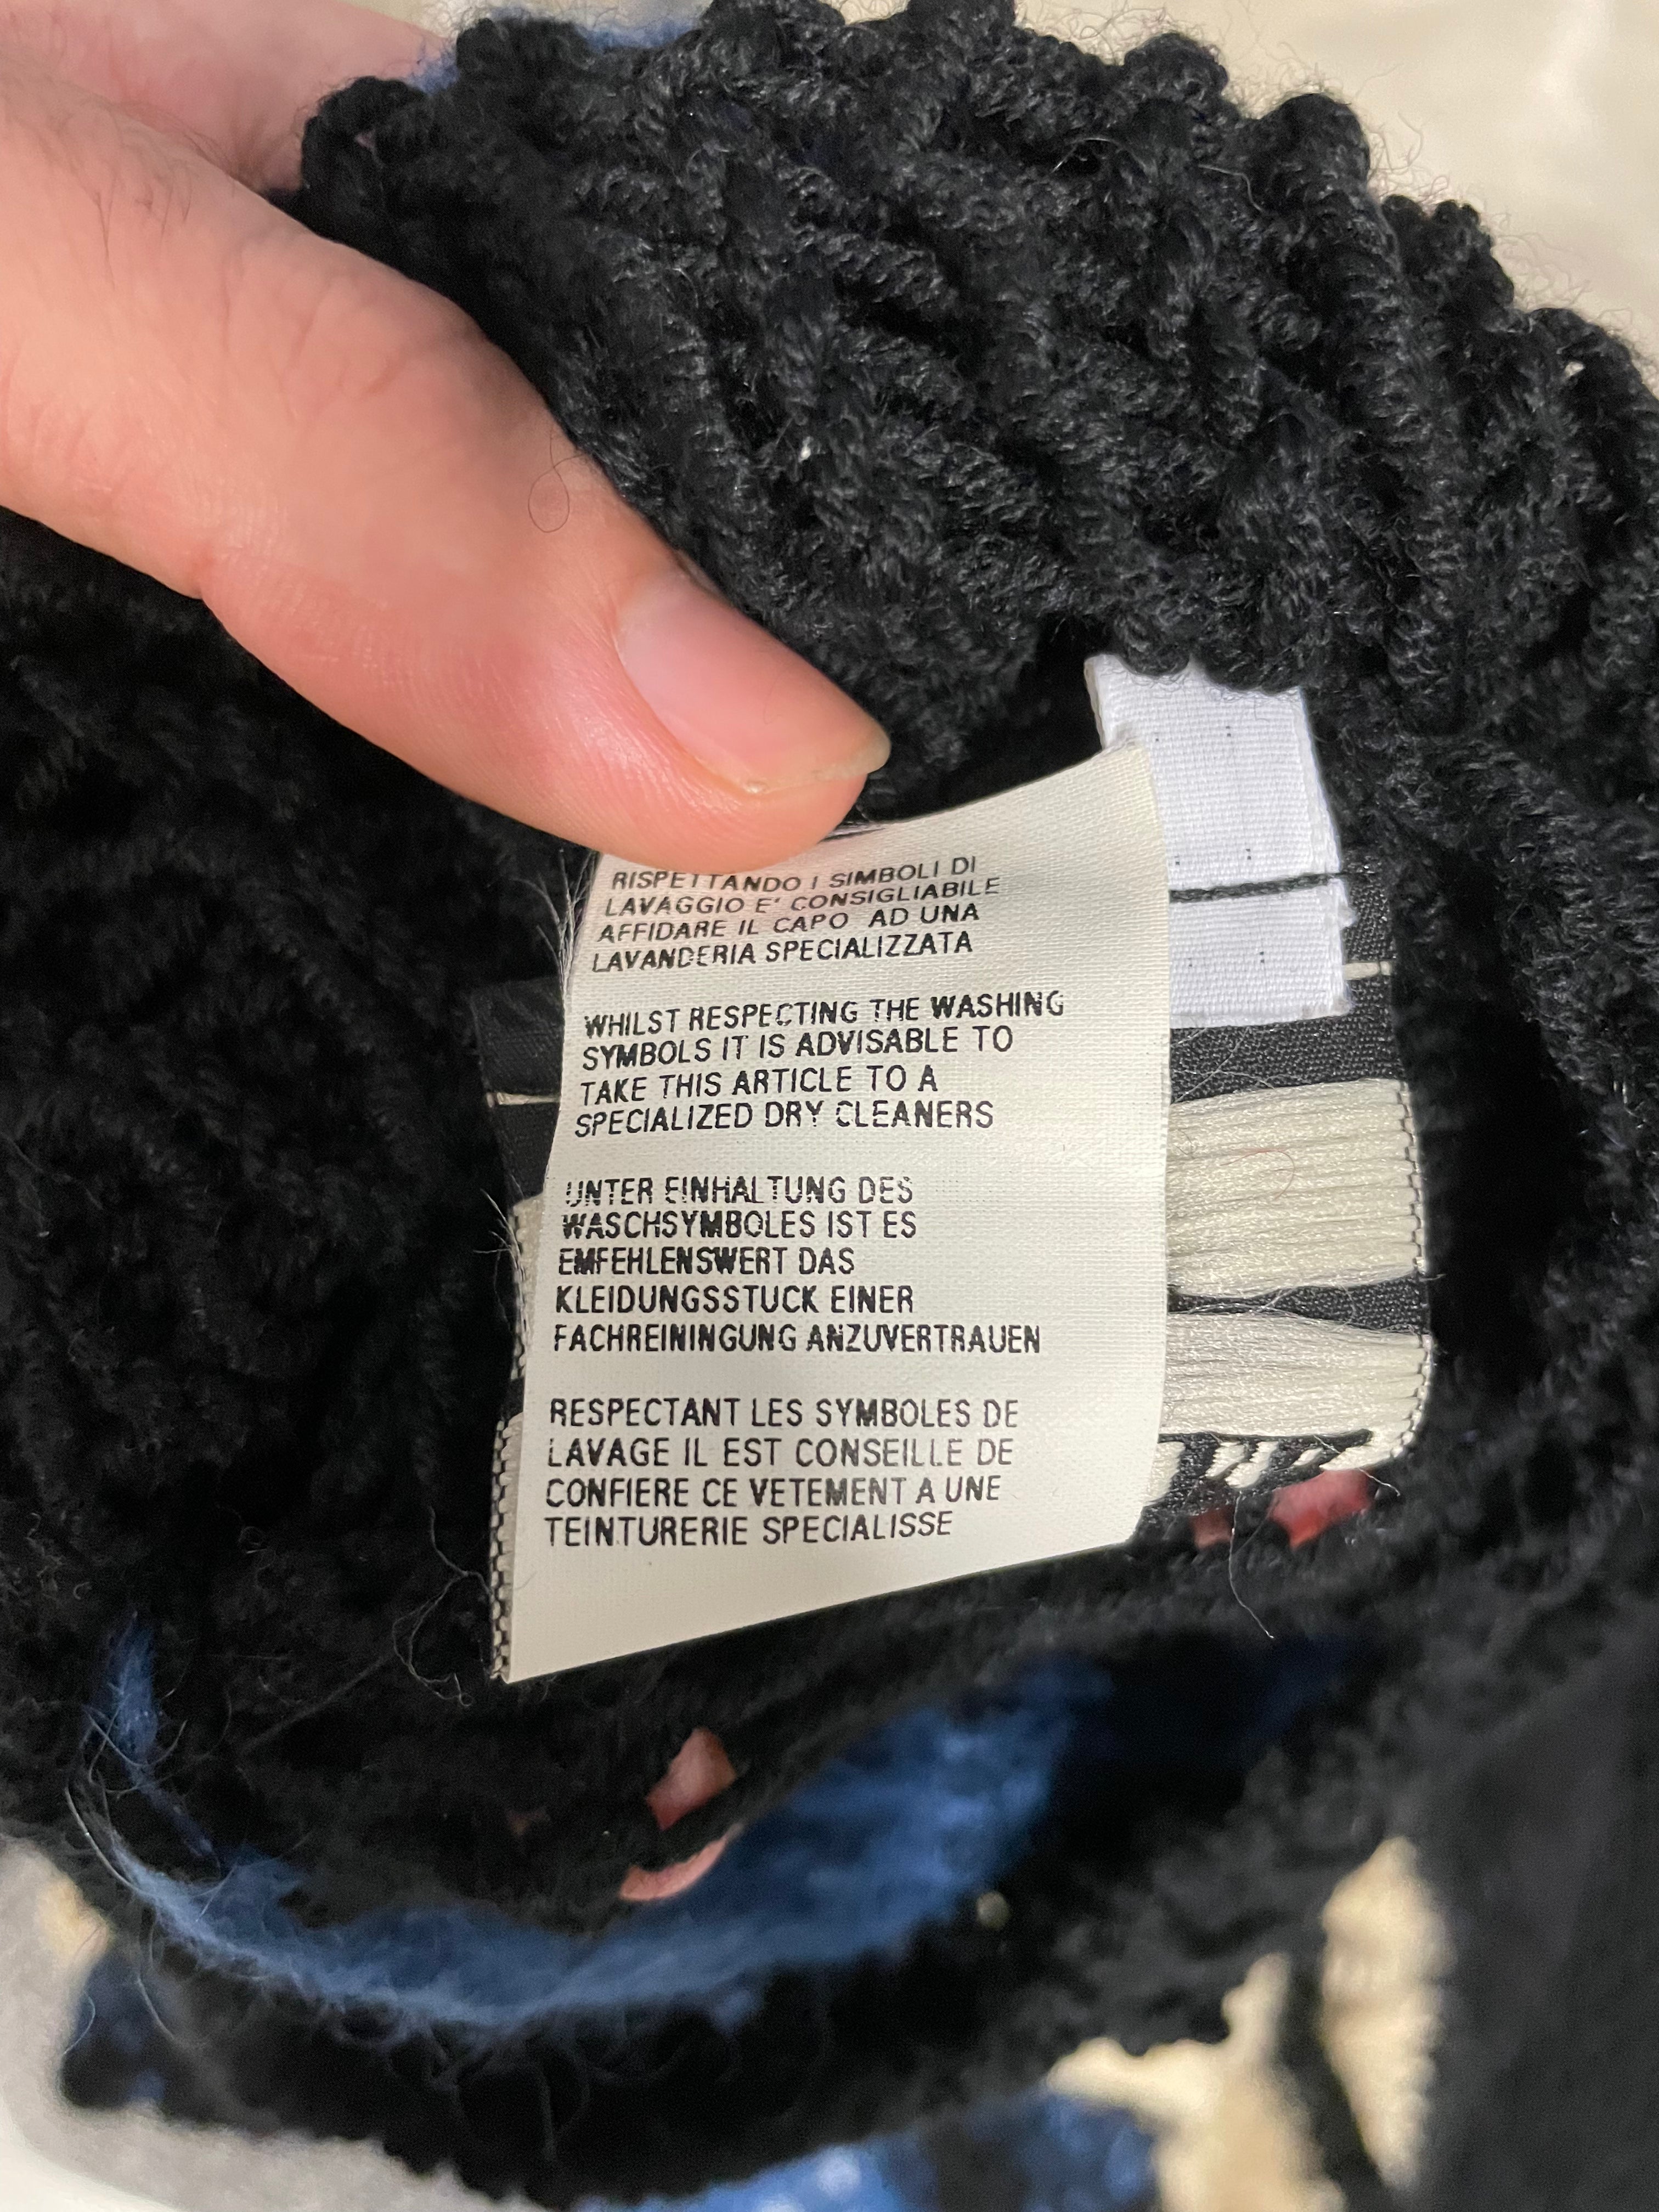 RISPETTANDO I SIMBOLI DI
LAVAGGIO E' CONSIGLIABILE
AFFIDARE IL CAPO AD UNA
LAVANDERIA SPECIALIZZATA
WHILST RESPECTING THE WASHING
SYMBOLS IT IS ADVISABLE TO
TAKE THIS ARTICLE TO A
SPECIALIZED DRY CLEANERS
UNTER EINHALTUNG DES
WASCHSYMBOLES IST ES
EMFEHLENSWERT DAS
KLEIDUNGSSTUCK EINER
FACHREININGUNG ANZUVERTRAUEN
RESPECTANT LES SYMBOLES DE
LAVAGE IL EST CONSEILLE DE
CONFIERE CE VETEMENT A UNE
TEINTURERIE SPECIALISSE